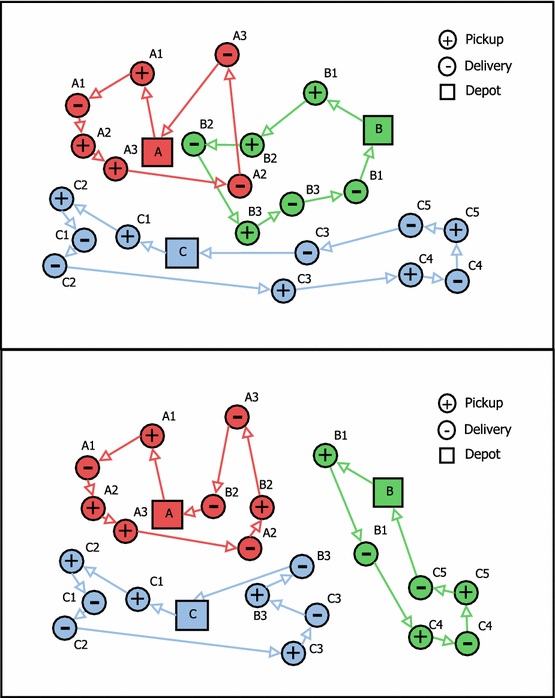 A3
A1
Pickup
Delivery
A1
B1
Depot
B2
B
A2
B2
A3
A
A2
B1
C2
B3
B3
C5
C5
C1
C1
C3
C
C2
C4
C4
C3
Pickup
A3
A1
Delivery
B1
Depot
A1
B2
B2
A2
B
A3
A
A2
B1
C2
B3
C5
C5
C1
C1
C3
C
B3
C2
C4
C4
C3